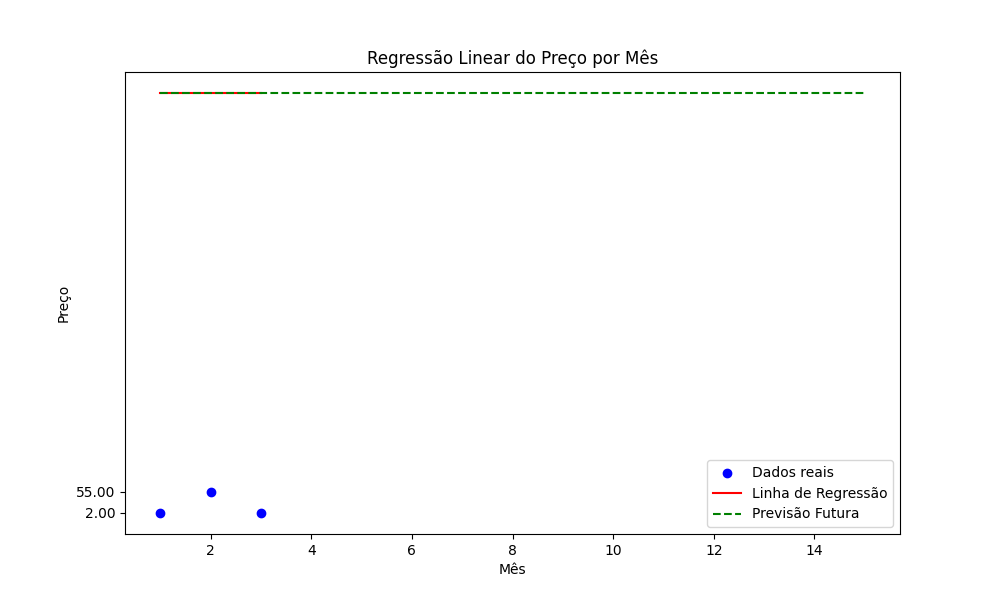 Regressão Linear do Preço por Mês
Preço
55.00
2.00
2 4 6 8 10 12 14
Mês
Dados reais
Linha de Regressão
Previsão Futura